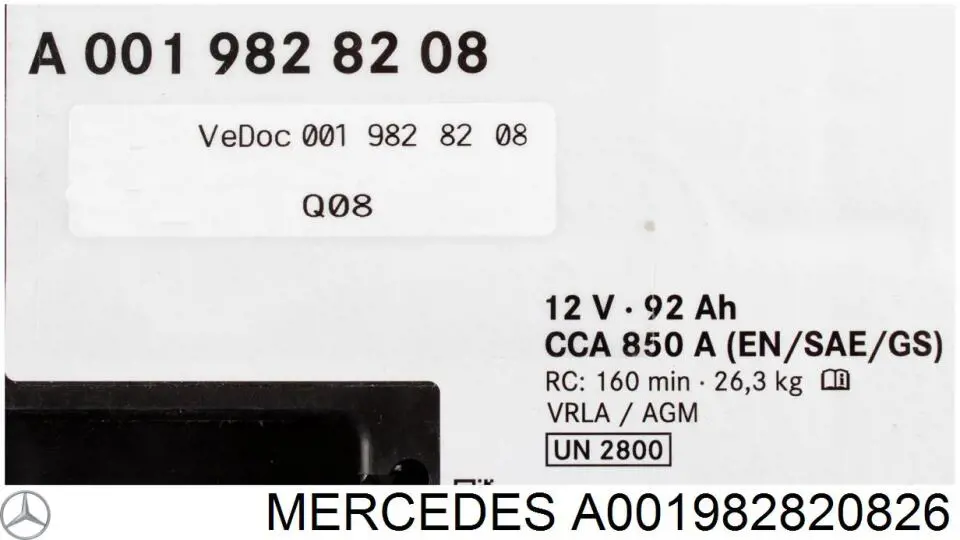 A 001 982 82 08
VeDoc 001 982 82 08
Q08
12 V · 92 Ah
CCA 850 A (EN/SAE/GS)
RC: 160 min · 26,3 kg
VRLA / AGM
UN 2800
MERCEDES A001982820826